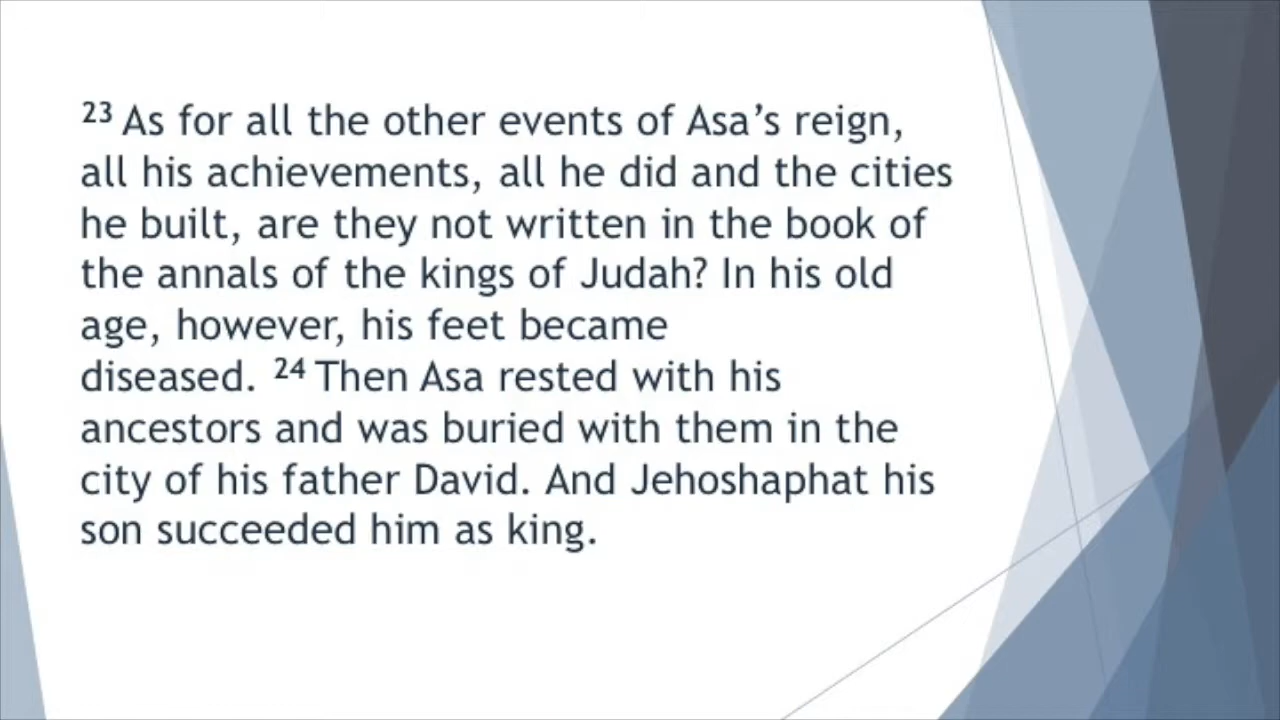 23 As for all the other events of Asa’s reign,
all his achievements, all he did and the cities
he built, are they not written in the book of
the annals of the kings of Judah? In his old
age, however, his feet became
diseased. 24 Then Asa rested with his
ancestors and was buried with them in the
city of his father David. And Jehoshaphat his
son succeeded him as king.